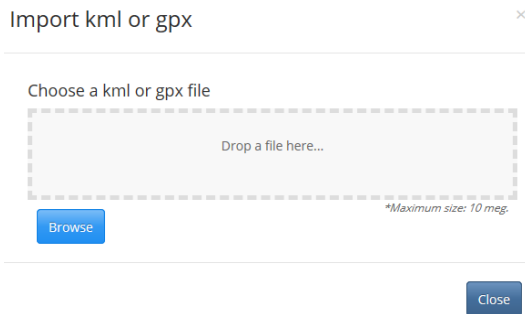 Import kml or gpx
×
Choose a kml or gpx file
Drop a file here...
*Maximum size: 10 meg.
Browse
Close